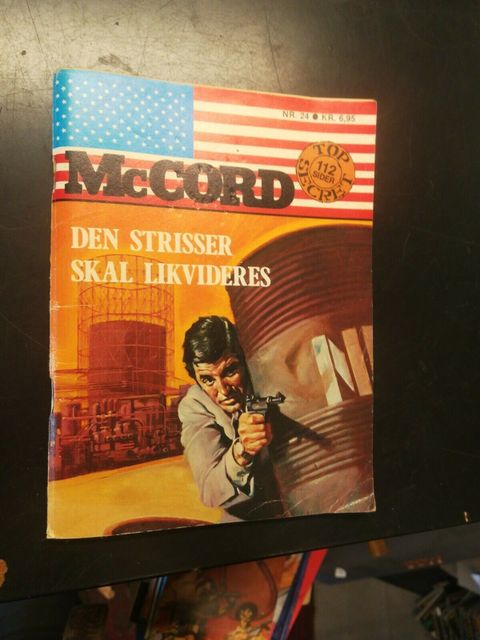 NR. 24 ● KR. 6,95
McCORD
TOP
112
SIDER
SECRET
DEN STRISSER
SKAL LIKVIDERES
N